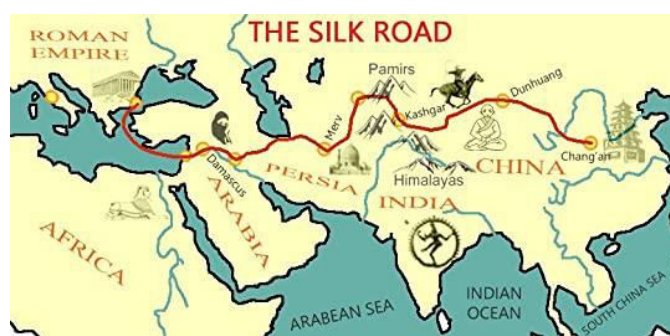 THE SILK ROAD
ROMAN
EMPIRE
Pamirs
Dunhuang
Kashgar
Merv
Chang'an
CHINA
Himalayas
PERSIA
INDIA
Damascus
ARABIA
AFRICA
ARABEAN SEA
INDIAN
OCEAN
SOUTH CHINA SEA